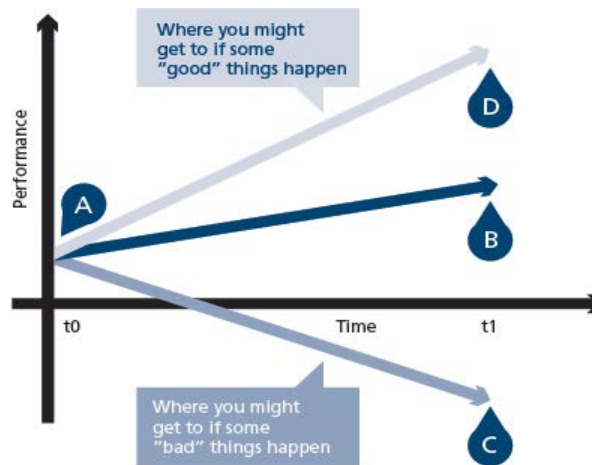 Where you might
get to if some
“good” things happen
D
Performance
A
B
t0
Time
t1
Where you might
get to if some
“bad” things happen
C